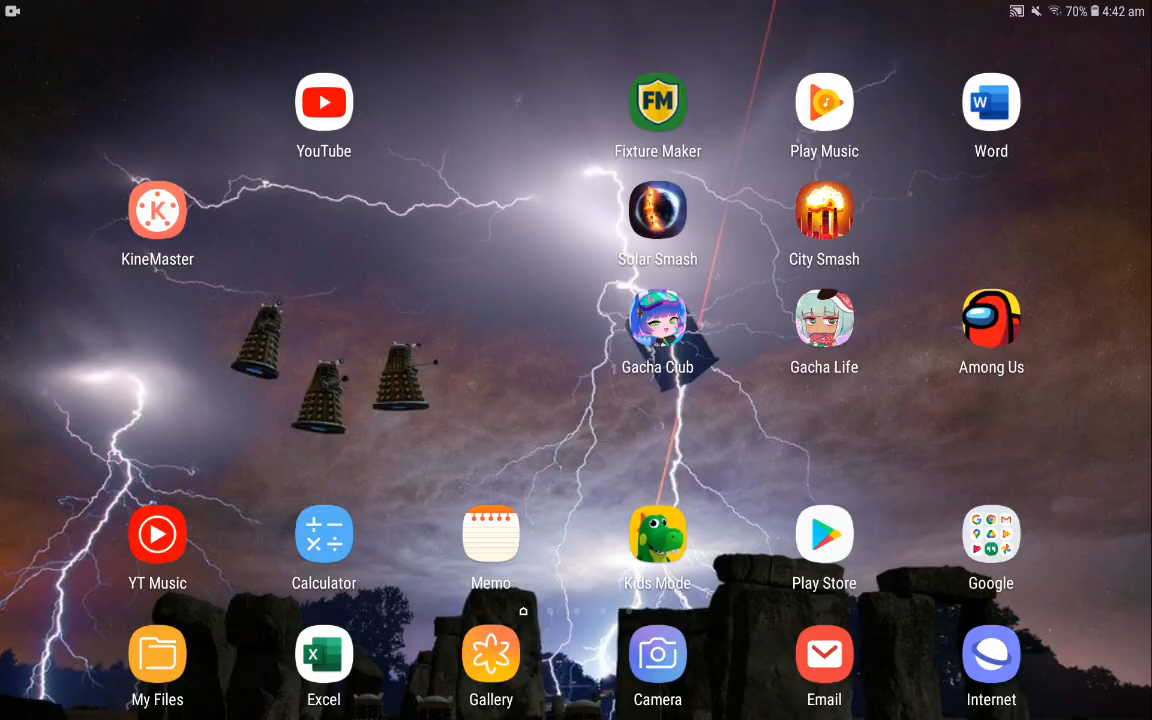 70% 4:42 am
FM
W
YouTube
Fixture Maker
Play Music
Word
K
KineMaster
Solar Smash
City Smash
Gacha Club
Gacha Life
Among Us
YT Music
Calculator
Memo
Kids Mode
Play Store
Google
X
My Files
Excel
Gallery
Camera
Email
Internet